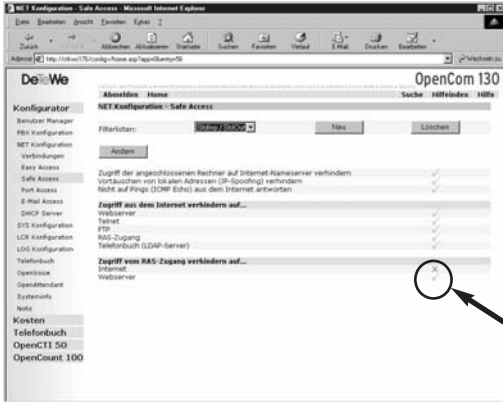 NET Konfiguration - Safe Access - Microsoft Internet Explorer
Datei Bearbeiten Ansicht Favoriten Extras ?
Zurück Abbrechen Aktualisieren Startseite Suchen Favoriten Verlauf E-Mail Drucken Bearbeiten
Adresse Wechseln zu
DeTeWe
OpenCom 130
Abmelden Home Suche Hilfeindex Hilfe
Konfigurator
Benutzer Manager
PBX Konfiguration
NET Konfiguration
Verbindungen
Easy Access
Safe Access
Port Access
E-Mail Access
DHCP Server
SYS Konfiguration
LCR Konfiguration
LOG Konfiguration
Telefonbuch
OpenVoice
OpenAttendant
Systeminfo
Notiz
Kosten
Telefonbuch
OpenCTI 50
OpenCount 100
NET Konfiguration - Safe Access
Filterlisten: Neu Löschen
Ändern
Zugriff der angeschlossenen Rechner auf Internet-Nameserver verhindern
Vortäuschen von lokalen Adressen (IP-Spoofing) verhindern
Nicht auf Pings (ICMP Echo) aus dem Internet antworten
Zugriff aus dem Internet verhindern auf...
Webserver
Telnet
FTP
RAS-Zugang
Telefonbuch (LDAP-Server)
Zugriff vom RAS-Zugang verhindern auf...
Internet
Webserver